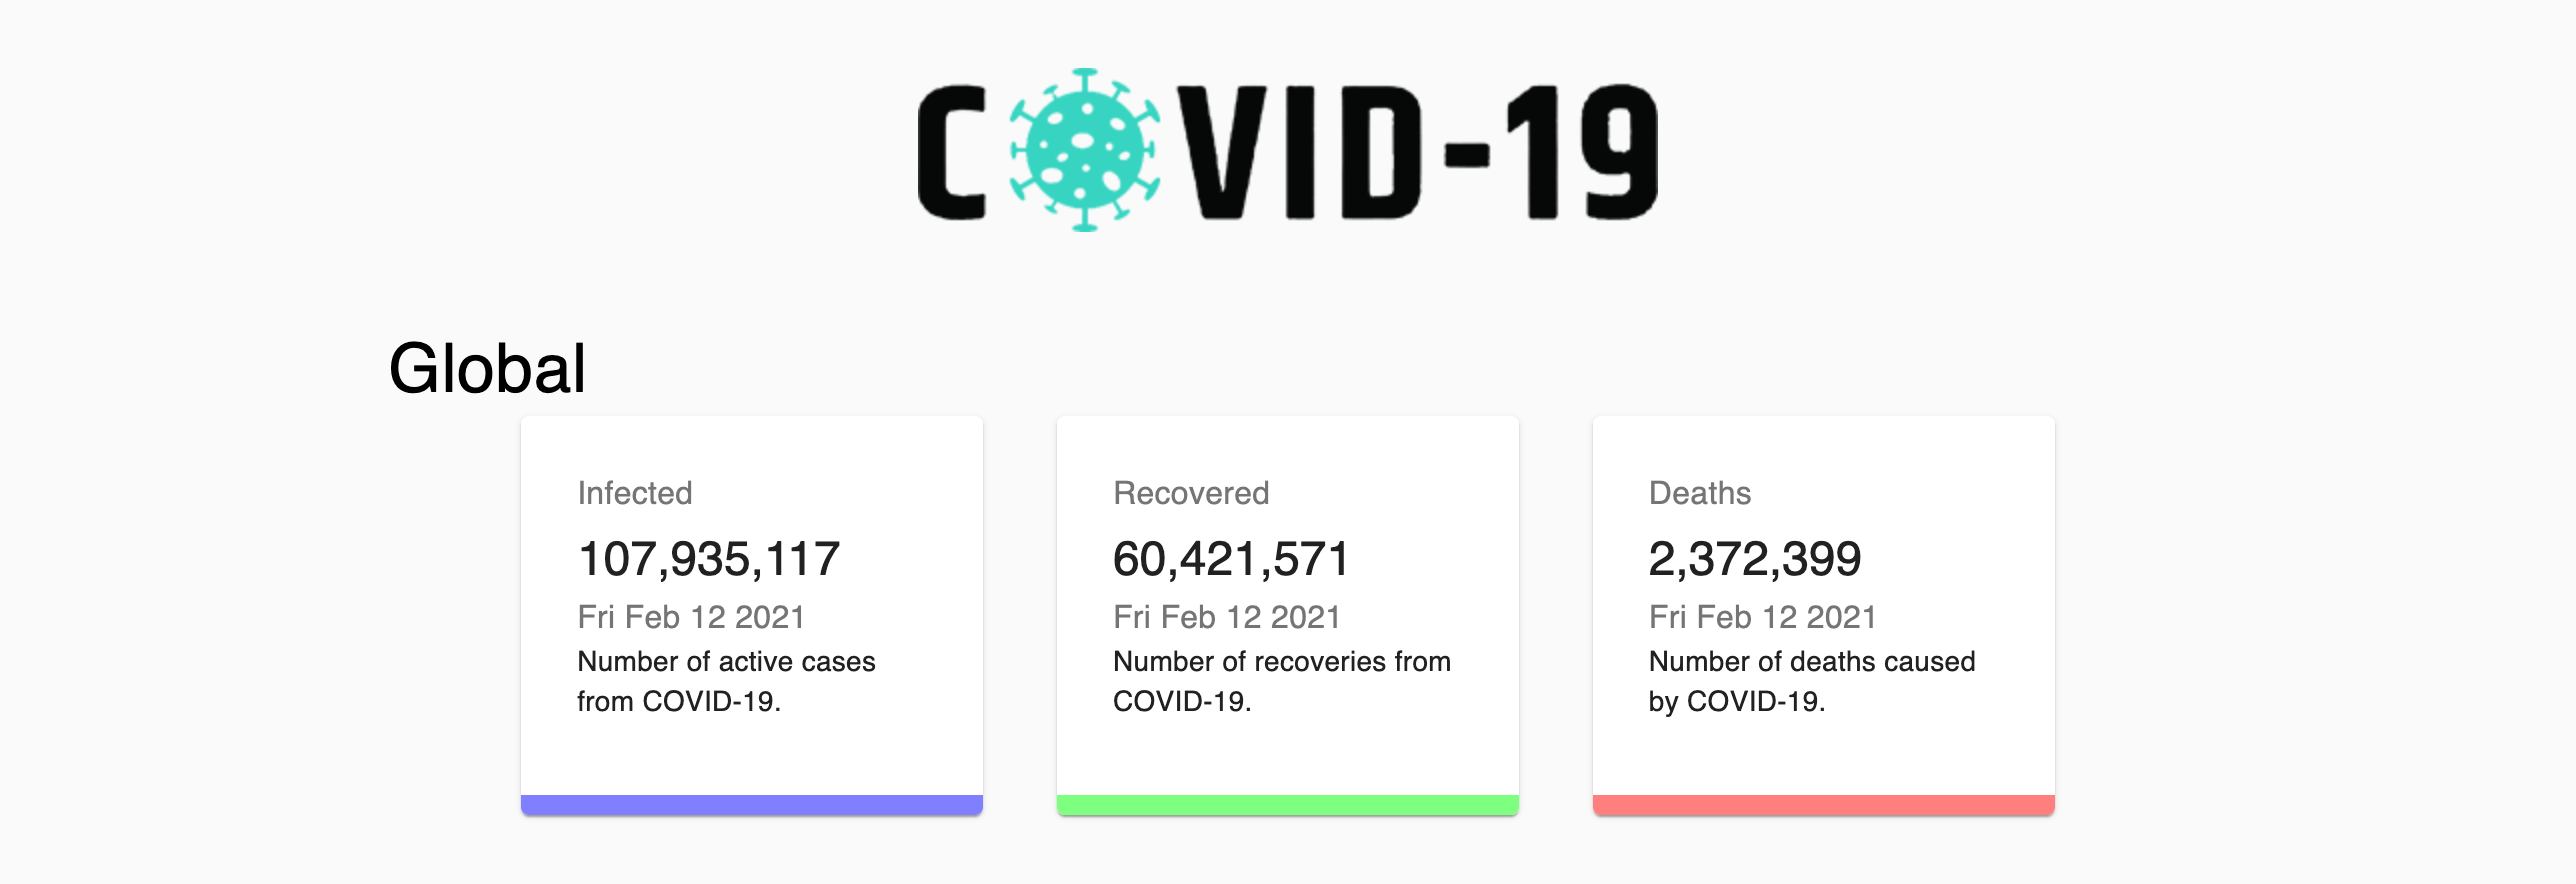 COVID-19
Global
Infected
107,935,117
Fri Feb 12 2021
Number of active cases
from COVID-19.
Recovered
60,421,571
Fri Feb 12 2021
Number of recoveries from
COVID-19.
Deaths
2,372,399
Fri Feb 12 2021
Number of deaths caused
by COVID-19.